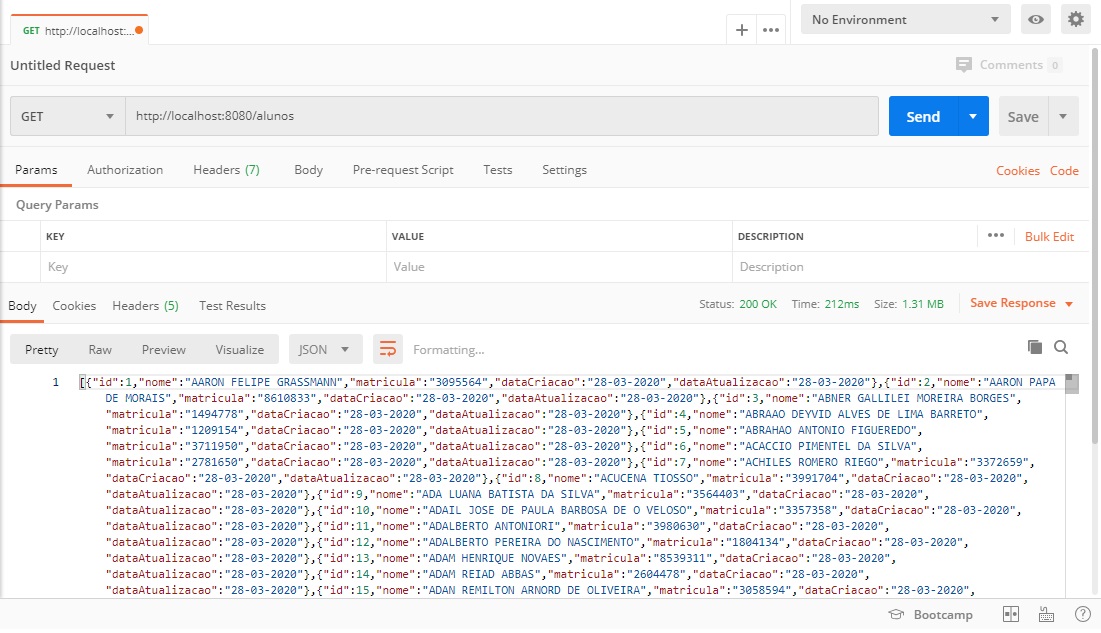 GET http://localhost:...
No Environment
Untitled Request
Comments 0
GET http://localhost:8080/alunos Send Save
Params Authorization Headers (7) Body Pre-request Script Tests Settings Cookies Code
Query Params
KEY VALUE DESCRIPTION ••• Bulk Edit
Key Value Description
Body Cookies Headers (5) Test Results Status: 200 OK Time: 212ms Size: 1.31 MB Save Response
Pretty Raw Preview Visualize JSON Formatting...
1 [{"id":1,"nome":"AARON FELIPE GRASSMANN","matricula":"3095564","dataCriacao":"28-03-2020","dataAtualizacao":"28-03-2020"},{"id":2,"nome":"AARON PAPA
DE MORAIS","matricula":"8610833","dataCriacao":"28-03-2020","dataAtualizacao":"28-03-2020"},{"id":3,"nome":"ABNER GALLILEI MOREIRA BORGES",
"matricula":"1494778","dataCriacao":"28-03-2020","dataAtualizacao":"28-03-2020"},{"id":4,"nome":"ABRAAO DEYVID ALVES DE LIMA BARRETO",
"matricula":"1209154","dataCriacao":"28-03-2020","dataAtualizacao":"28-03-2020"},{"id":5,"nome":"ABRAHAO ANTONIO FIGUEREDO",
"matricula":"3711950","dataCriacao":"28-03-2020","dataAtualizacao":"28-03-2020"},{"id":6,"nome":"ACACCIO PIMENTEL DA SILVA",
"matricula":"2781650","dataCriacao":"28-03-2020","dataAtualizacao":"28-03-2020"},{"id":7,"nome":"ACHILES ROMERO RIEGO","matricula":"3372659",
"dataCriacao":"28-03-2020","dataAtualizacao":"28-03-2020"},{"id":8,"nome":"ACUCENA TIOSSO","matricula":"3991704","dataCriacao":"28-03-2020",
"dataAtualizacao":"28-03-2020"},{"id":9,"nome":"ADA LUANA BATISTA DA SILVA","matricula":"3564403","dataCriacao":"28-03-2020",
"dataAtualizacao":"28-03-2020"},{"id":10,"nome":"ADAIL JOSE DE PAULA BARBOSA DE O VELOSO","matricula":"3357358","dataCriacao":"28-03-2020",
"dataAtualizacao":"28-03-2020"},{"id":11,"nome":"ADALBERTO ANTONIORI","matricula":"3980630","dataCriacao":"28-03-2020",
"dataAtualizacao":"28-03-2020"},{"id":12,"nome":"ADALBERTO PEREIRA DO NASCIMENTO","matricula":"1804134","dataCriacao":"28-03-2020",
"dataAtualizacao":"28-03-2020"},{"id":13,"nome":"ADAM HENRIQUE NOVAES","matricula":"8539311","dataCriacao":"28-03-2020",
"dataAtualizacao":"28-03-2020"},{"id":14,"nome":"ADAM REIAD ABBAS","matricula":"2604478","dataCriacao":"28-03-2020",
"dataAtualizacao":"28-03-2020"},{"id":15,"nome":"ADAN REMILTON ARNORD DE OLIVEIRA","matricula":"3058594","dataCriacao":"28-03-2020",
Bootcamp